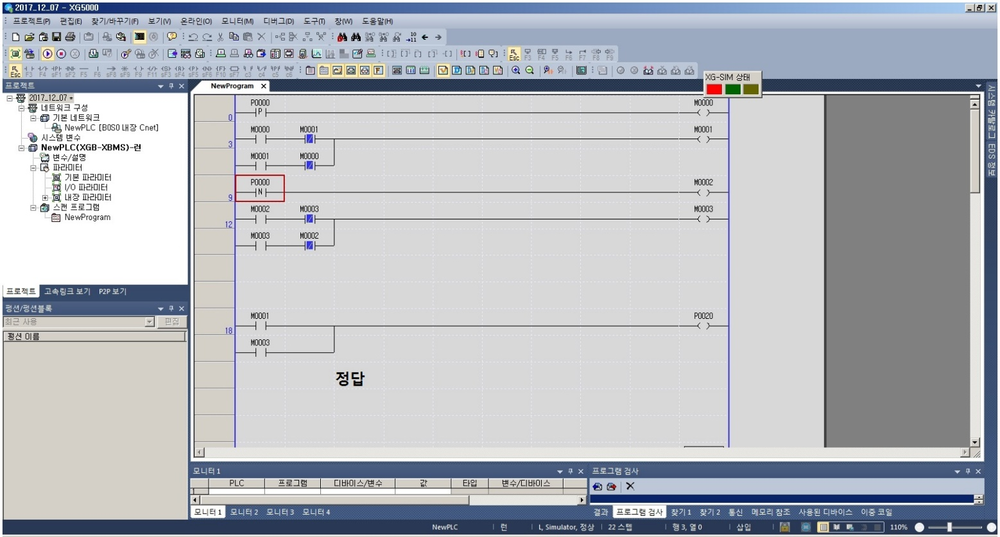 2017_12_07 - XG5000
프로젝트(P) 편집(E) 찾기/바꾸기(F) 보기(V) 온라인(O) 모니터(M) 디버그(D) 도구(T) 창(W) 도움말(H)
XG-SIM 상태
프로젝트
2017_12_07 *
네트워크 구성
기본 네트워크
NewPLC [B0S0 내장 Cnet]
시스템 변수
NewPLC(XGB-XBMS)-런
변수/설명
파라미터
기본 파라미터
I/O 파라미터
내장 파라미터
스캔 프로그램
NewProgram
프로젝트 고속링크 보기 P2P 보기
펑션/펑션블록
최근 사용 편집
펑션 이름
NewProgram
P0000 M0000
P
0
M0000 M0001 M0001
3
M0001 M0000
P0000 M0002
N
9
M0002 M0003 M0003
12
M0003 M0002
M0001 P0020
18
M0003
정답
시스템 카탈로그
EDS 정보
모니터 1
PLC 프로그램 디바이스/변수 값 타입 변수/디바이스
1
모니터 1 모니터 2 모니터 3 모니터 4
프로그램 검사
결과 프로그램 검사 찾기 1 찾기 2 통신 메모리 참조 사용된 디바이스 이중 코일
NewPLC 런 L, Simulator, 정상 22 스텝 행 3, 열 0 삽입 110%